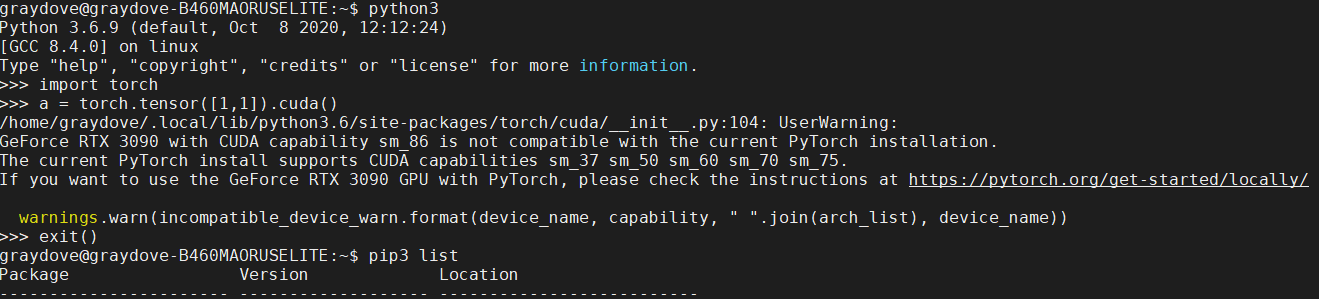 graydove@graydove-B460MAORUSELITE:~$ python3
Python 3.6.9 (default, Oct  8 2020, 12:12:24)
[GCC 8.4.0] on linux
Type "help", "copyright", "credits" or "license" for more information.
>>> import torch
>>> a = torch.tensor([1,1]).cuda()
/home/graydove/.local/lib/python3.6/site-packages/torch/cuda/__init__.py:104: UserWarning:
GeForce RTX 3090 with CUDA capability sm_86 is not compatible with the current PyTorch installation.
The current PyTorch install supports CUDA capabilities sm_37 sm_50 sm_60 sm_70 sm_75.
If you want to use the GeForce RTX 3090 GPU with PyTorch, please check the instructions at https://pytorch.org/get-started/locally/
  warnings.warn(incompatible_device_warn.format(device_name, capability, " ".join(arch_list), device_name))
>>> exit()
graydove@graydove-B460MAORUSELITE:~$ pip3 list
Package                 Version             Location
----------------------- ------------------- --------------------------